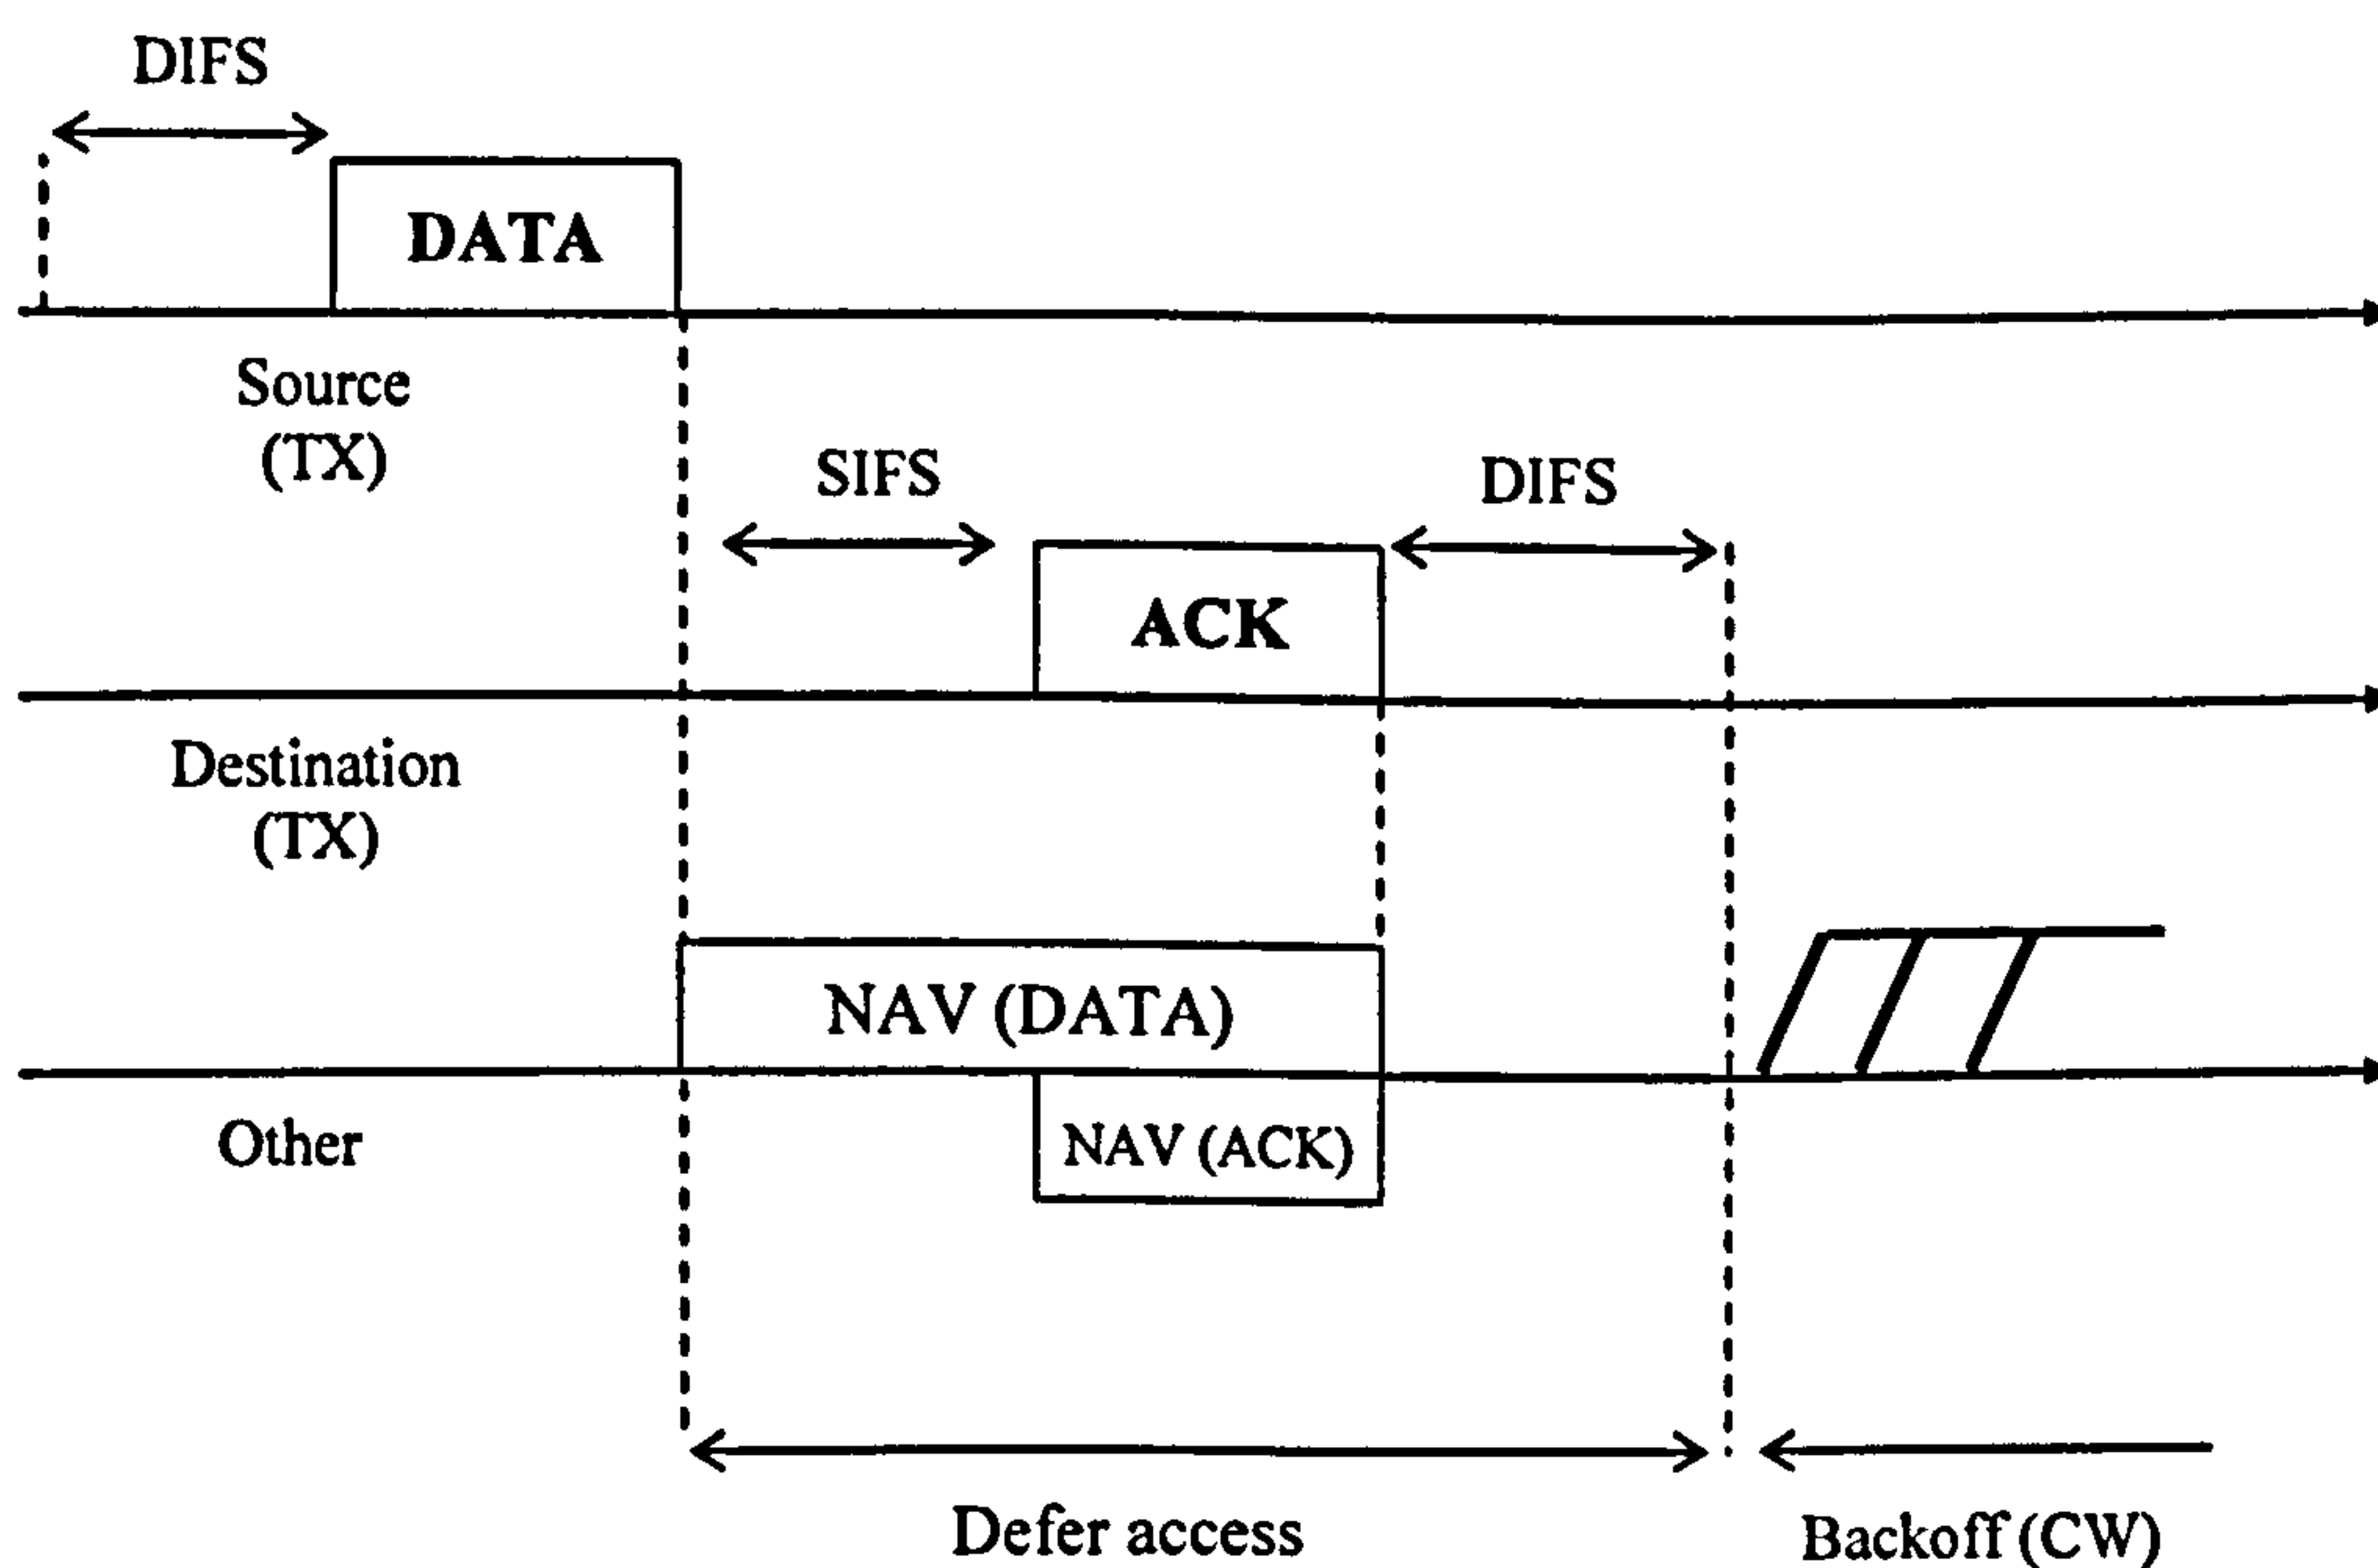 DIFS
DATA
Source
(TX)
SIFS
DIFS
ACK
Destination
(TX)
NAV (DATA)
Other
NAV (ACK)
Defer access
Backoff (CW)